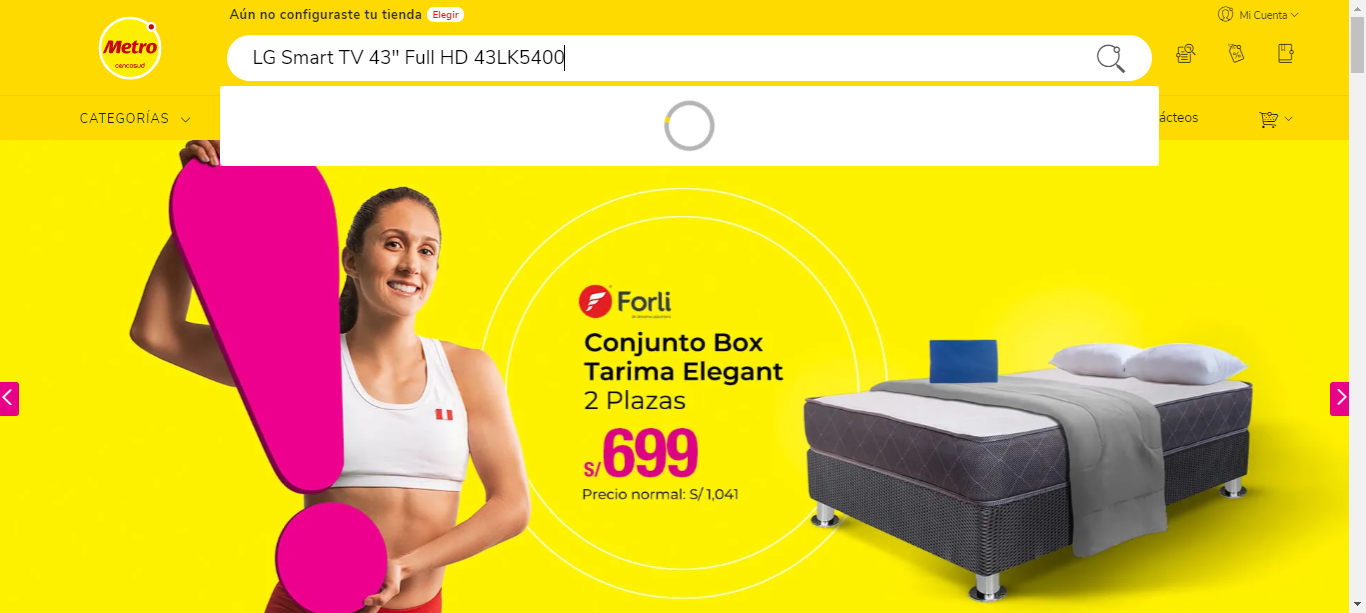 Aún no configuraste tu tienda Elegir
Mi Cuenta
Metro
cencosud
LG Smart TV 43" Full HD 43LK5400
CATEGORÍAS
ácteos
Forli
Conjunto Box
Tarima Elegant
2 Plazas
S/699
Precio normal: S/ 1,041